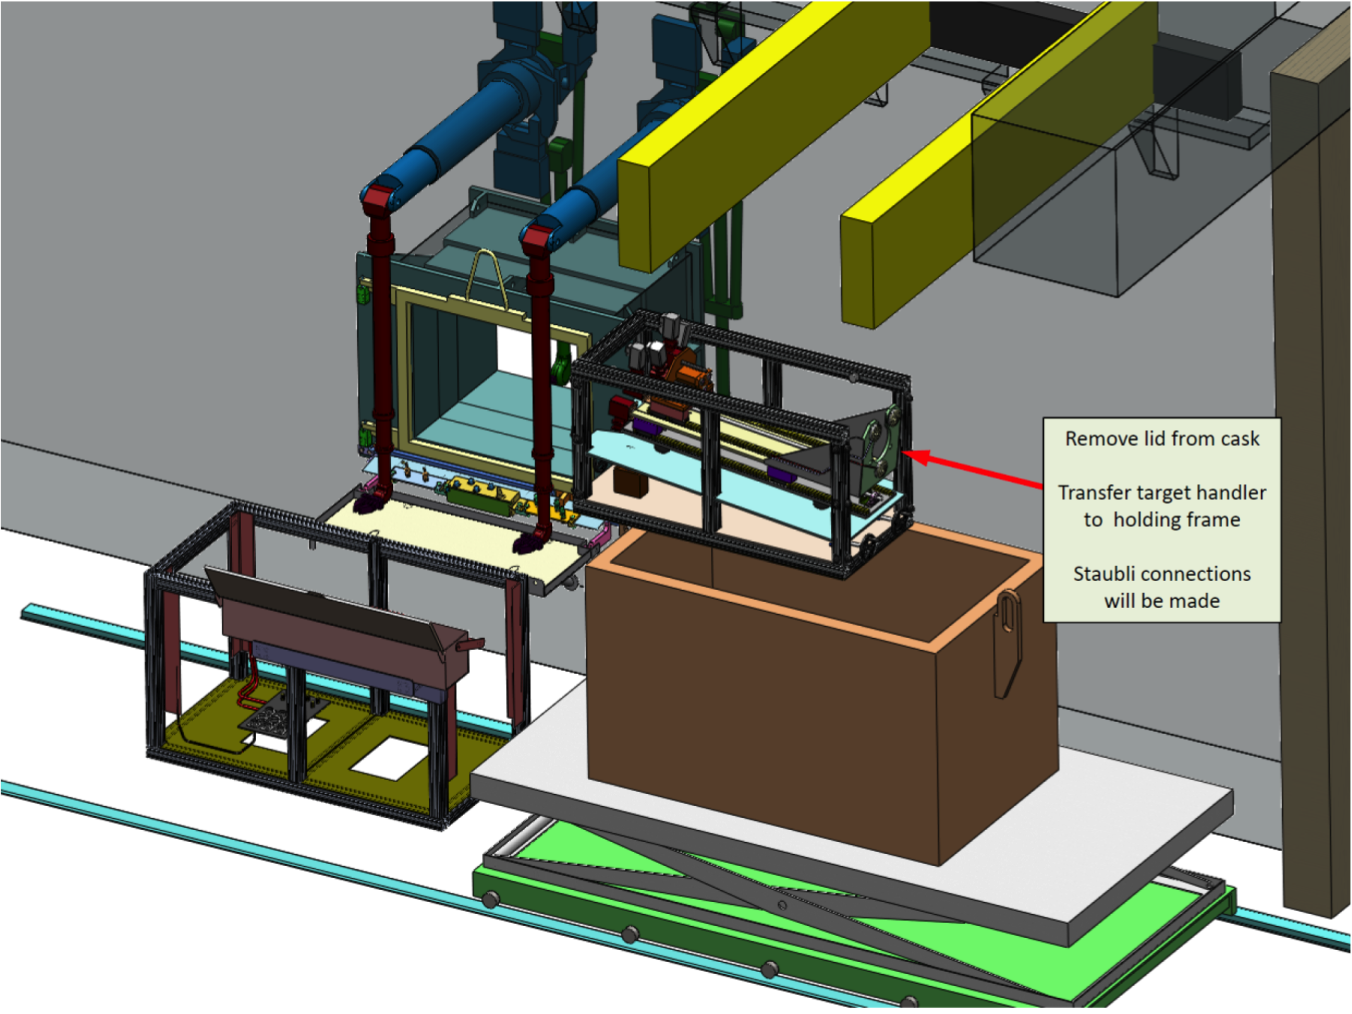 Remove lid from cask
Transfer target handler
to holding frame
Staubli connections
will be made